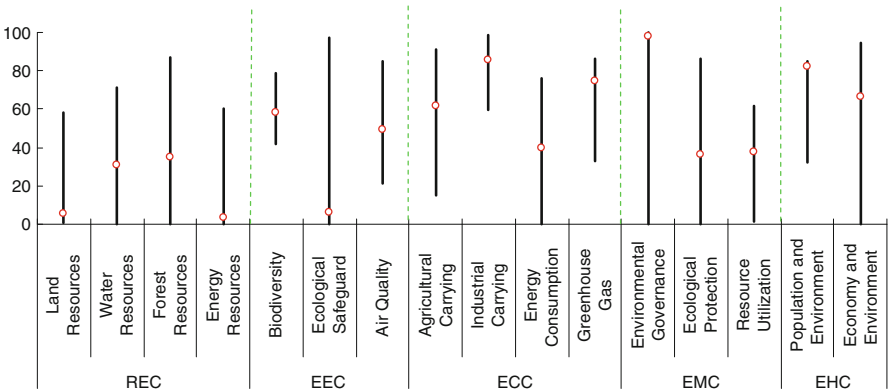 100
80
60
40
20
0
Land
Resources
Water
Resources
Forest
Resources
Energy
Resources
Biodiversity
Ecological
Safeguard
Air Quality
Agricultural
Carrying
Industrial
Carrying
Energy
Consumption
Greenhouse
Gas
Environmental
Governance
Ecological
Protection
Resource
Utilization
Population and
Environment
Economy and
Environment
REC
EEC
ECC
EMC
EHC